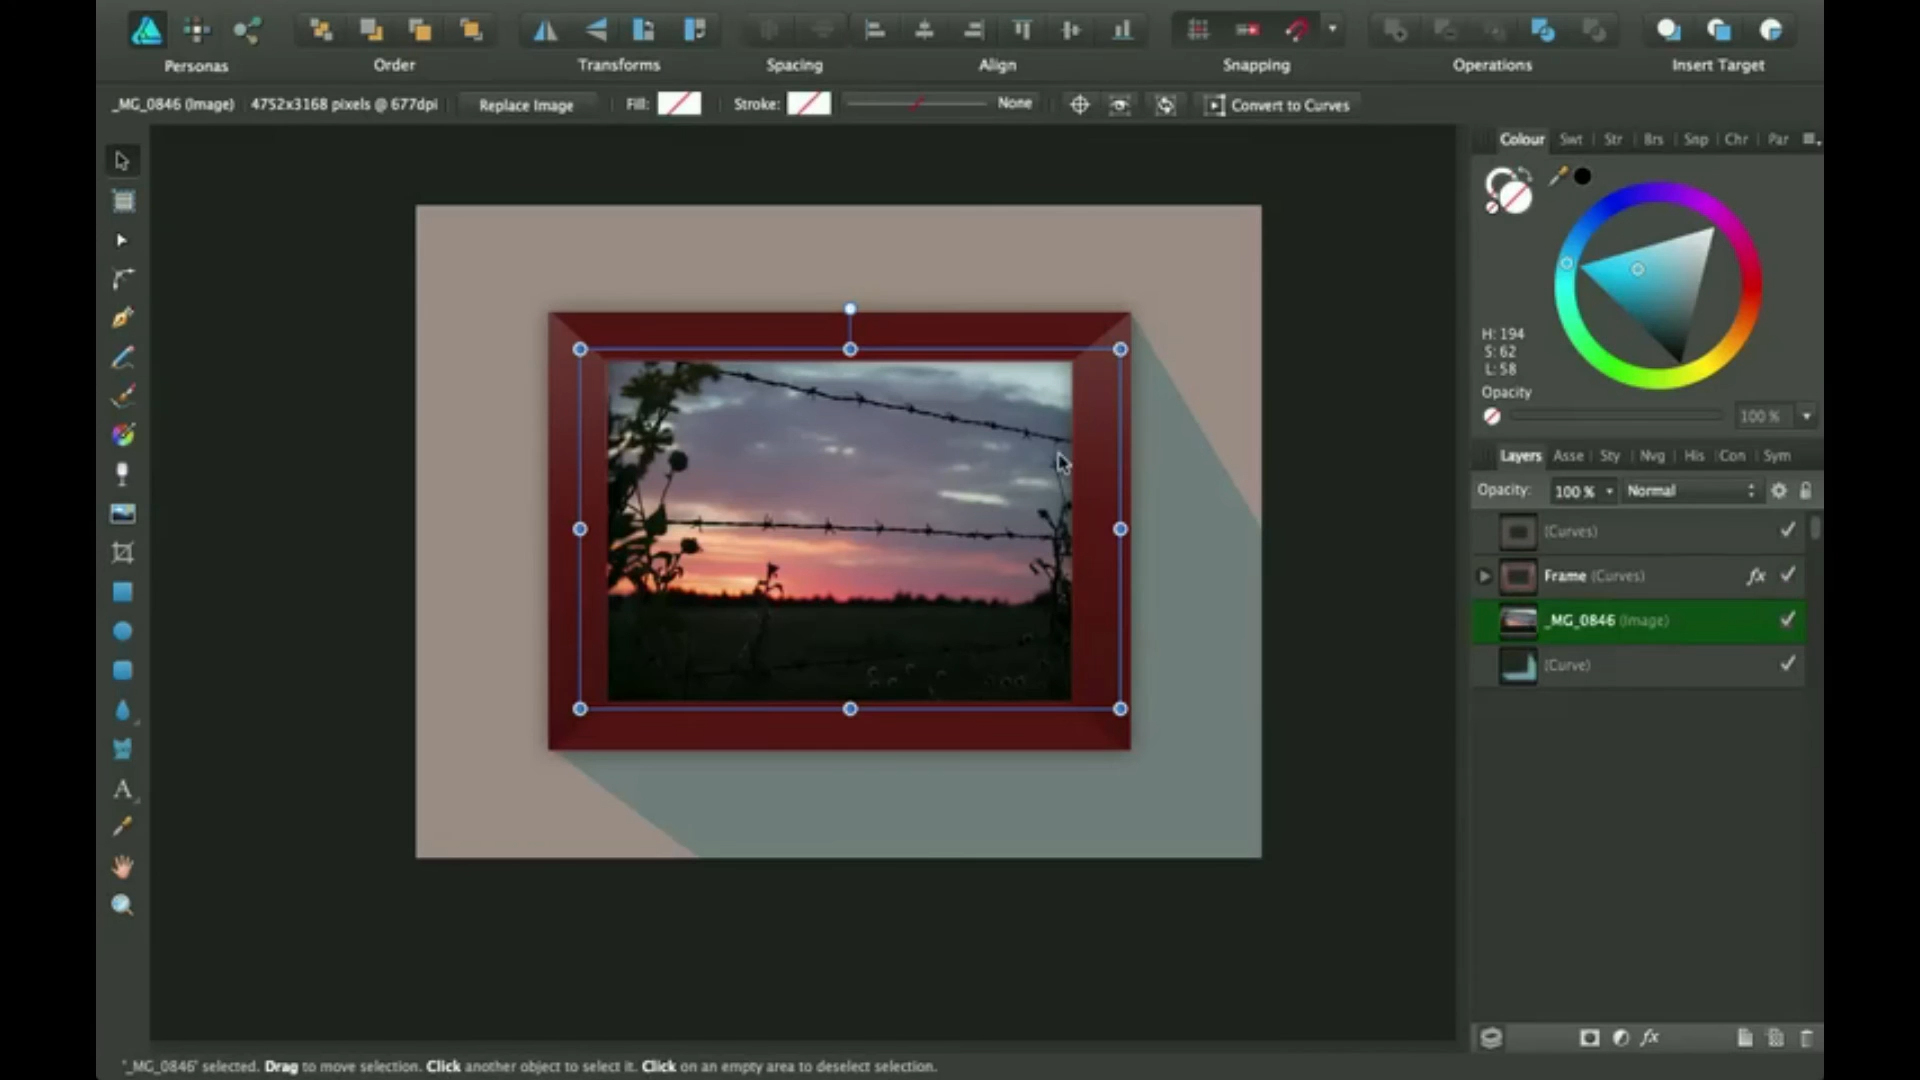 Personas Order Transforms Spacing Align Snapping Operations Insert Target
_MG_0846 (Image) 4752x3168 pixels @ 677dpi Replace Image Fill: Stroke: None Convert to Curves
Colour Swt Str Brs Snp Chr Par
H: 194
S: 62
L: 58
Opacity
100 %
Layers Asse Sty Nvg His Con Sym
Opacity: 100 % Normal
(Curves)
Frame (Curves) fx
_MG_0846 (Image)
(Curve)
fx
A
'_MG_0846' selected. Drag to move selection. Click another object to select it. Click on an empty area to deselect selection.